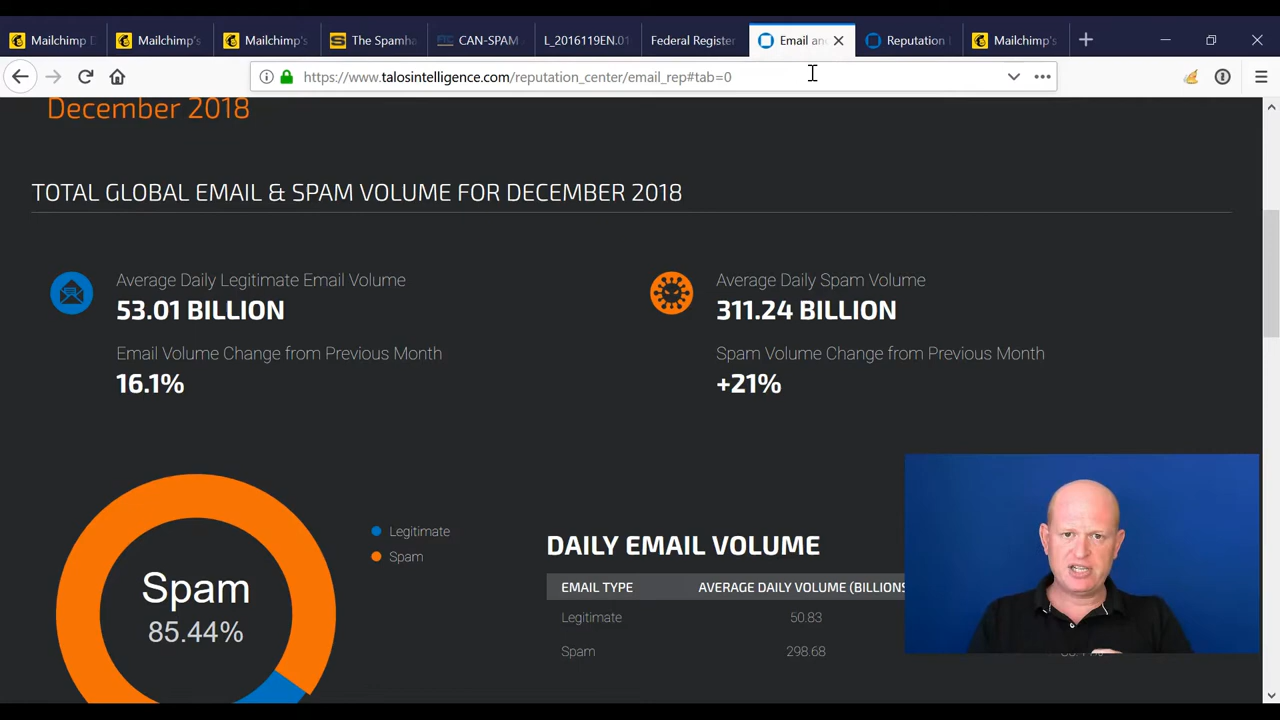 Mailchimp D
Mailchimp's
Mailchimp's
The Spamha
CAN-SPAM
L_2016119EN.01
Federal Register
Email an
Reputation
Mailchimp's
https://www.talosintelligence.com/reputation_center/email_rep#tab=0
December 2018
TOTAL GLOBAL EMAIL & SPAM VOLUME FOR DECEMBER 2018
Average Daily Legitimate Email Volume
53.01 BILLION
Email Volume Change from Previous Month
16.1%
Average Daily Spam Volume
311.24 BILLION
Spam Volume Change from Previous Month
+21%
Spam
85.44%
Legitimate
Spam
DAILY EMAIL VOLUME
EMAIL TYPE AVERAGE DAILY VOLUME (BILLIONS
Legitimate 50.83
Spam 298.68